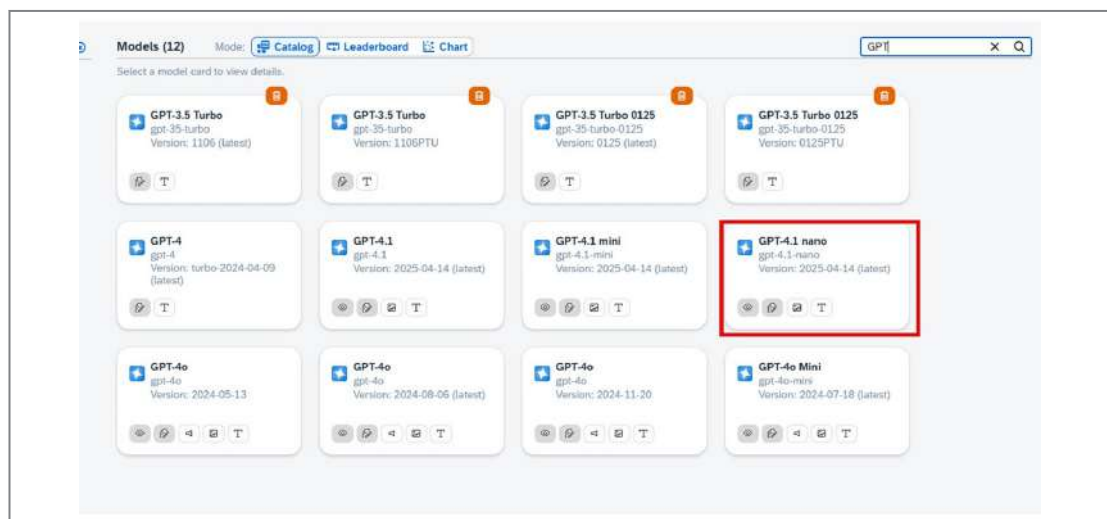 Models (12) Mode: Catalog Leaderboard Chart GPT
Select a model card to view details.
GPT-3.5 Turbo
gpt-35-turbo
Version: 1106 (latest)
T
GPT-3.5 Turbo
gpt-35-turbo
Version: 1106PTU
T
GPT-3.5 Turbo 0125
gpt-35-turbo-0125
Version: 0125 (latest)
T
GPT-3.5 Turbo 0125
gpt-35-turbo-0125
Version: 0125PTU
T
GPT-4
gpt-4
Version: turbo-2024-04-09
(latest)
T
GPT-4.1
gpt-4.1
Version: 2025-04-14 (latest)
T
GPT-4.1 mini
gpt-4.1-mini
Version: 2025-04-14 (latest)
T
GPT-4.1 nano
gpt-4.1-nano
Version: 2025-04-14 (latest)
T
GPT-4o
gpt-4o
Version: 2024-05-13
T
GPT-4o
gpt-4o
Version: 2024-08-06 (latest)
T
GPT-4o
gpt-4o
Version: 2024-11-20
T
GPT-4o Mini
gpt-4o-mini
Version: 2024-07-18 (latest)
T